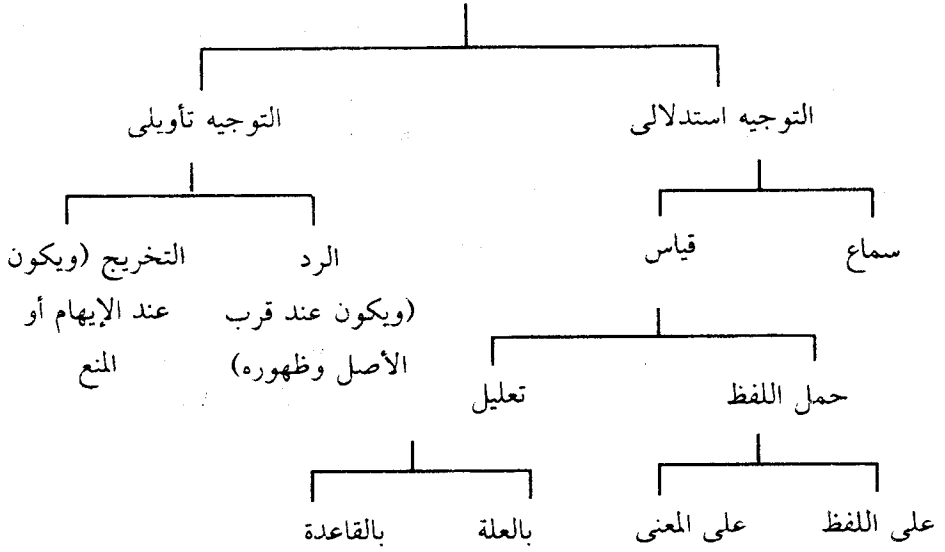 التوجيه استدلالى
التوجيه تأويلى
سماع
قياس
الرد
(ويكون عند قرب
الأصل وظهوره)
التخريج (ويكون
عند الإيهام أو
المنع
حمل اللفظ
تعليل
على اللفظ
على المعنى
بالعلة
بالقاعدة